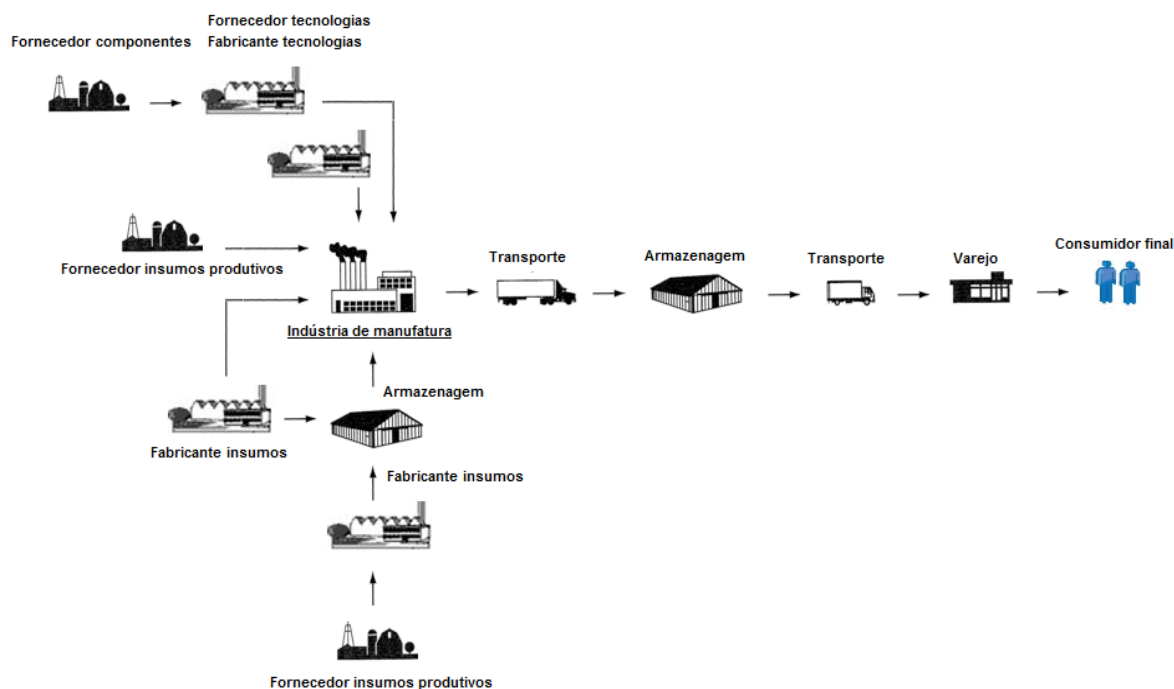 Fornecedor tecnologias
Fornecedor componentes
Fabricante tecnologias
Fornecedor insumos produtivos
Transporte
Armazenagem
Transporte
Varejo
Consumidor final
Indústria de manufatura
Armazenagem
Fabricante insumos
Fabricante insumos
Fornecedor insumos produtivos